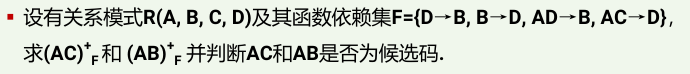 ▪ 设有关系模式R(A, B, C, D)及其函数依赖集F={D→B, B→D, AD→B, AC→D},
求(AC)⁺F 和 (AB)⁺F 并判断AC和AB是否为候选码.